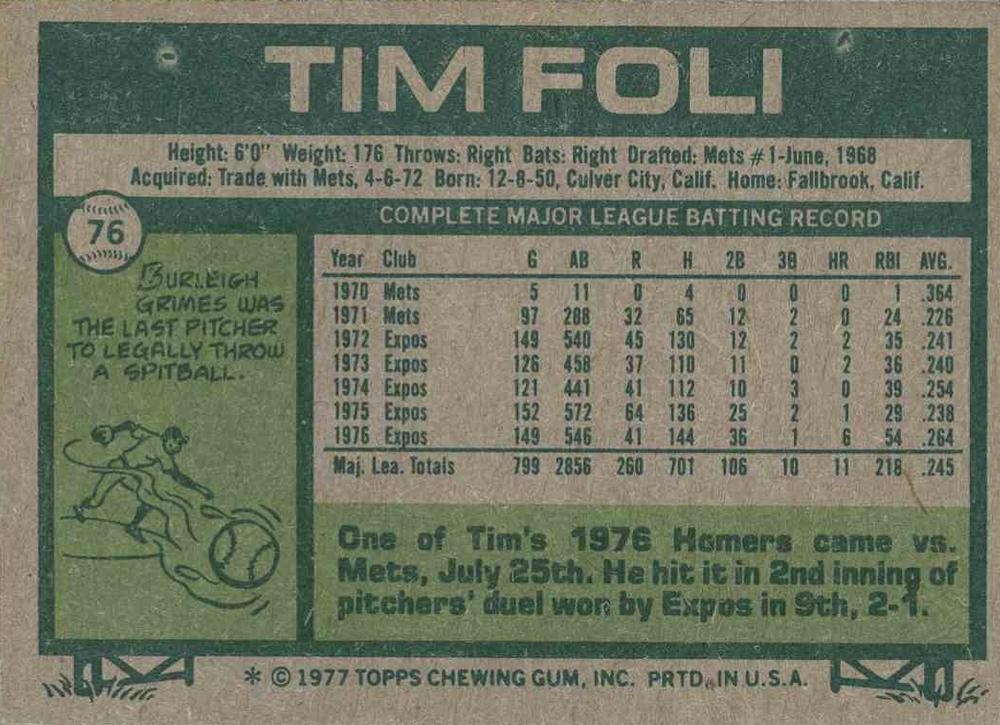 TIM FOLI
Height: 6'0" Weight: 176 Throws: Right Bats: Right Drafted: Mets #1-June, 1968
Acquired: Trade with Mets, 4-6-72 Born: 12-8-50, Culver City, Calif. Home: Fallbrook, Calif.
76
COMPLETE MAJOR LEAGUE BATTING RECORD
BURLEIGH
GRIMES WAS
THE LAST PITCHER
TO LEGALLY THROW
A SPITBALL.
Year Club G AB R H 2B 3B HR RBI AVG.
1970 Mets 5 11 0 4 0 0 0 1 .364
1971 Mets 97 288 32 65 12 2 0 24 .226
1972 Expos 149 540 45 130 12 2 2 35 .241
1973 Expos 126 458 37 110 11 0 2 36 .240
1974 Expos 121 441 41 112 10 3 0 39 .254
1975 Expos 152 572 64 136 25 2 1 29 .238
1976 Expos 149 546 41 144 36 1 6 54 .264
Maj. Lea. Totals 799 2856 260 701 106 10 11 218 .245
One of Tim's 1976 Homers came vs.
Mets, July 25th. He hit it in 2nd inning of
pitchers' duel won by Expos in 9th, 2-1.
* © 1977 TOPPS CHEWING GUM, INC. PRTD. IN U.S.A.